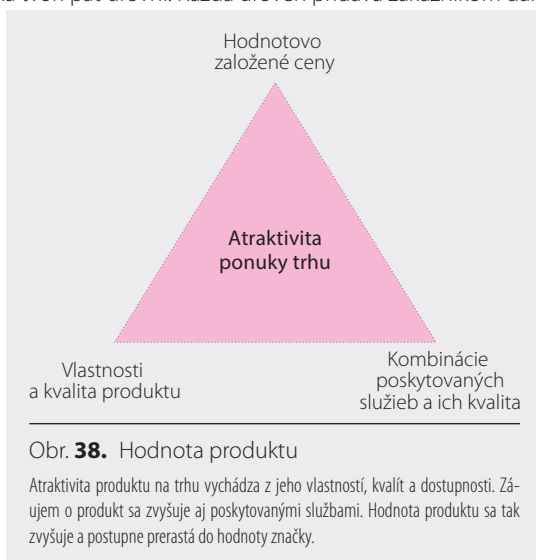 Hodnotovo
založené ceny
Atraktivita
ponuky trhu
Vlastnosti
a kvalita produktu
Kombinácie
poskytovaných
služieb a ich kvalita
Obr. 38. Hodnota produktu
Atraktivita produktu na trhu vychádza z jeho vlastností, kvalít a dostupnosti. Zá-
ujem o produkt sa zvyšuje aj poskytovanými službami. Hodnota produktu sa tak
zvyšuje a postupne prerastá do hodnoty značky.